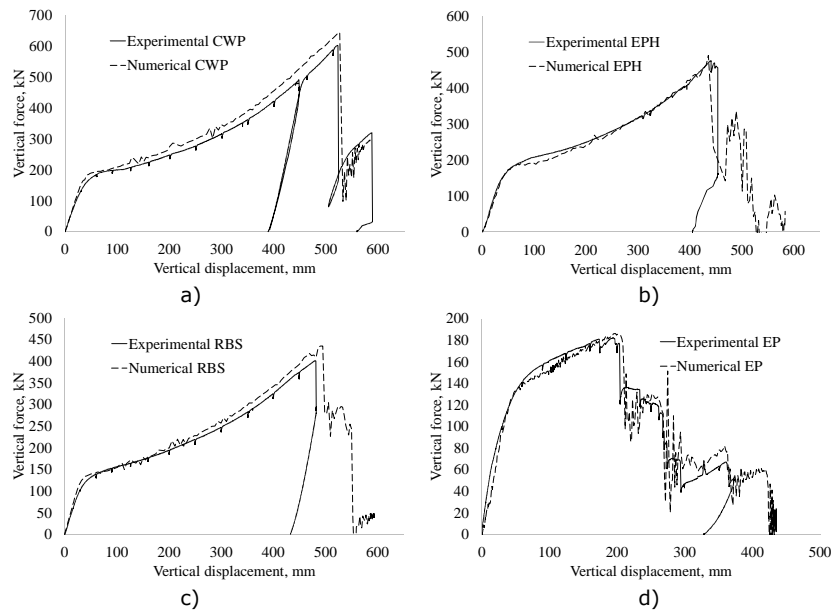 700
600
500
400
300
200
100
0
Vertical force, kN
Experimental CWP
Numerical CWP
0 100 200 300 400 500 600
Vertical displacement, mm
a)
600
500
400
300
200
100
0
Vertical force, kN
Experimental EPH
Numerical EPH
0 100 200 300 400 500 600
Vertical displacement, mm
b)
500
450
400
350
300
250
200
150
100
50
0
Vertical force, kN
Experimental RBS
Numerical RBS
0 100 200 300 400 500 600
Vertical displacement, mm
c)
200
180
160
140
120
100
80
60
40
20
0
Vertical force, kN
Experimental EP
Numerical EP
0 100 200 300 400 500
Vertical displacement, mm
d)